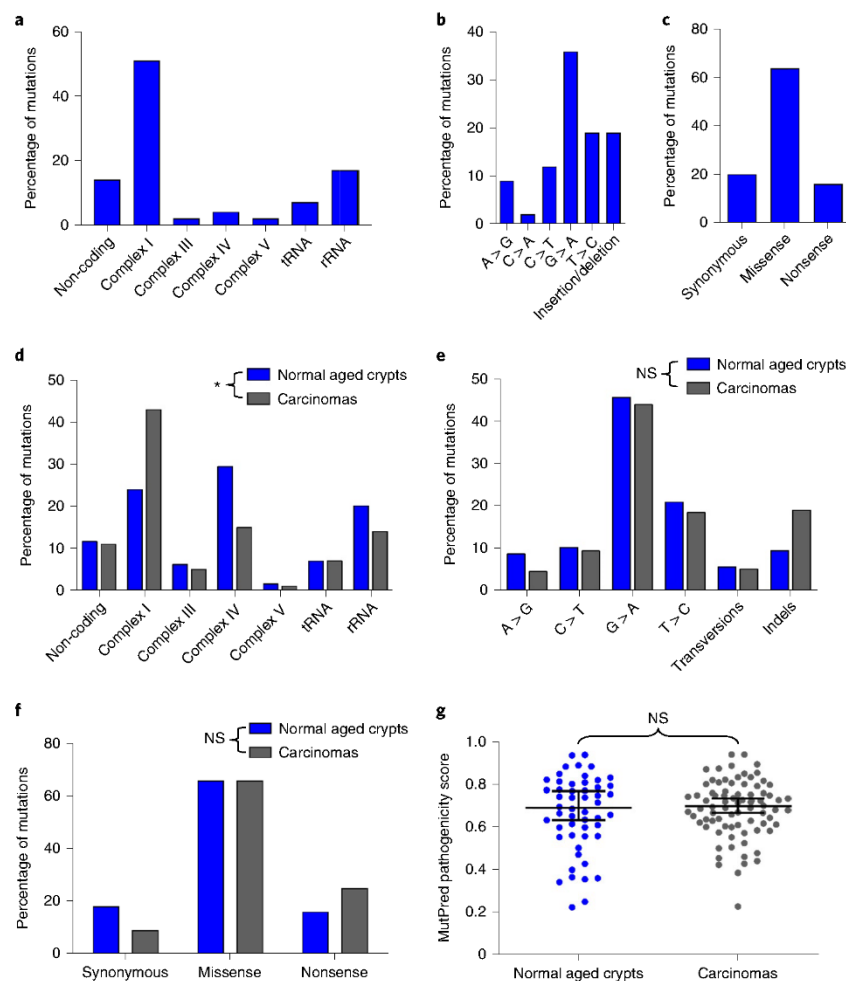 a
Percentage of mutations
60
40
20
0
Non-coding
Complex I
Complex III
Complex IV
Complex V
tRNA
rRNA
b
Percentage of mutations
40
30
20
10
0
A > G
C > A
C > T
G > A
T > C
Insertion/deletion
c
Percentage of mutations
80
60
40
20
0
Synonymous
Missense
Nonsense
d
Percentage of mutations
50
40
30
20
10
0
*
Normal aged crypts
Carcinomas
Non-coding
Complex I
Complex III
Complex IV
Complex V
tRNA
rRNA
e
Percentage of mutations
50
40
30
20
10
0
NS
Normal aged crypts
Carcinomas
A > G
C > T
G > A
T > C
Transversions
Indels
f
Percentage of mutations
80
60
40
20
0
NS
Normal aged crypts
Carcinomas
Synonymous
Missense
Nonsense
g
MutPred pathogenicity score
1.0
0.8
0.6
0.4
0.2
0
NS
Normal aged crypts
Carcinomas